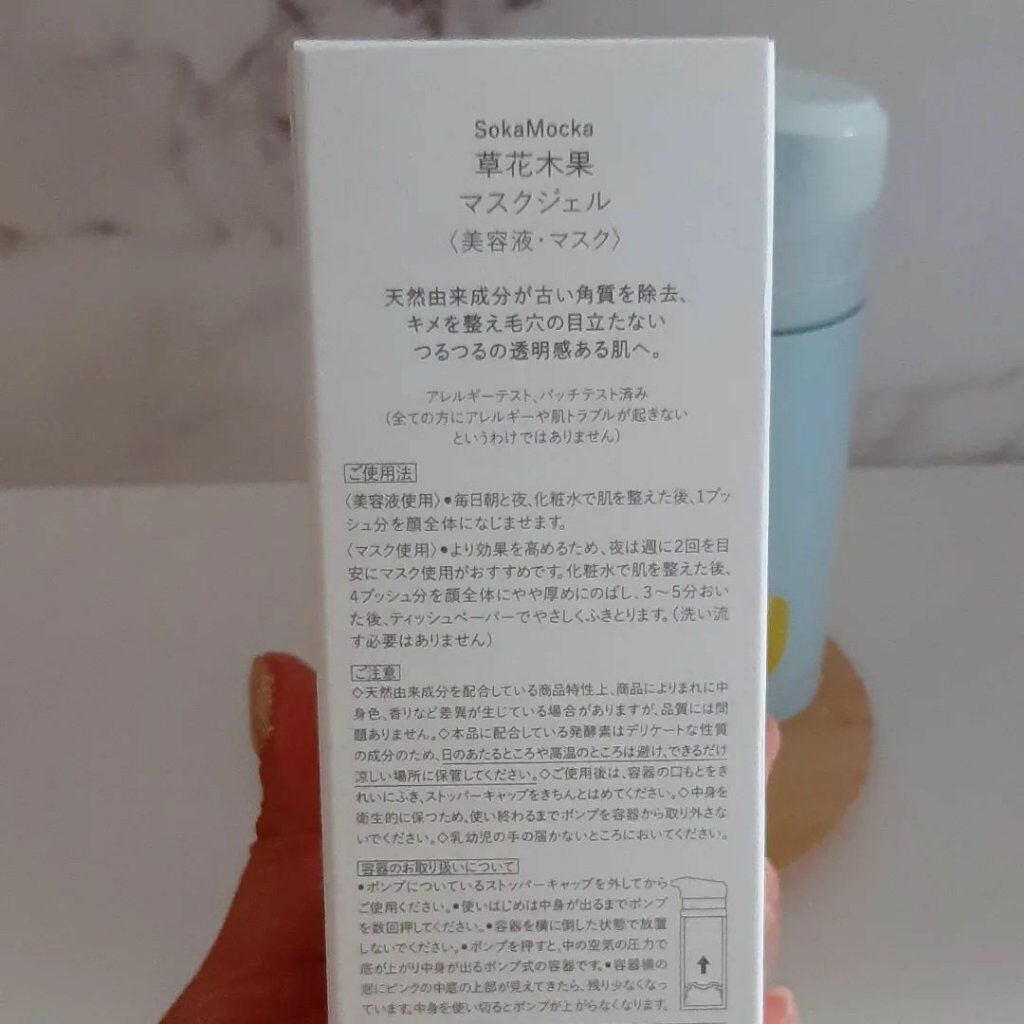 SokaMocka
草花木果
マスクジェル
〈美容液・マスク〉
天然由来成分が古い角質を除去、
キメを整え毛穴の目立たない
つるつるの透明感ある肌へ。
アレルギーテスト、パッチテスト済み
(全ての方にアレルギーや肌トラブルが起きない
というわけではありません)
ご使用法
〈美容液使用〉●毎日朝と夜、化粧水で肌を整えた後、1プッ
シュ分を顔全体になじませます。
〈マスク使用〉●より効果を高めるため、夜は週に2回を目
安にマスク使用がおすすめです。化粧水で肌を整えた後、
4プッシュ分を顔全体にやや厚めにのばし、3〜5分おい
た後、ティッシュペーパーでやさしくふきとります。(洗い流
す必要はありません)
ご注意
◇天然由来成分を配合している商品特性上、商品によりまれに中
身色、香りなど差異が生じている場合がありますが、品質には問
題ありません。◇本品に配合している発酵素はデリケートな性質
の成分のため、日のあたるところや高温のところは避け、できるだけ
涼しい場所に保管してください。◇ご使用後は、容器の口もとをき
れいにふき、ストッパーキャップをきちんとはめてください。◇中身を
衛生的に保つため、使い終わるまでポンプを容器から取り外さな
いでください。◇乳幼児の手の届かないところにおいてください。
容器のお取り扱いについて
●ポンプについているストッパーキャップを外してから
ご使用ください。●使いはじめは中身が出るまでポンプ
を数回押してください。●容器を横に倒した状態で放置
しないでください。●ポンプを押すと、中の空気の圧力で
底が上がり中身が出るポンプ式の容器です。●容器横の
窓にピンクの中底の上部が見えてきたら、残り少なくなっ
ています。中身を使い切るとポンプが上がらなくなります。